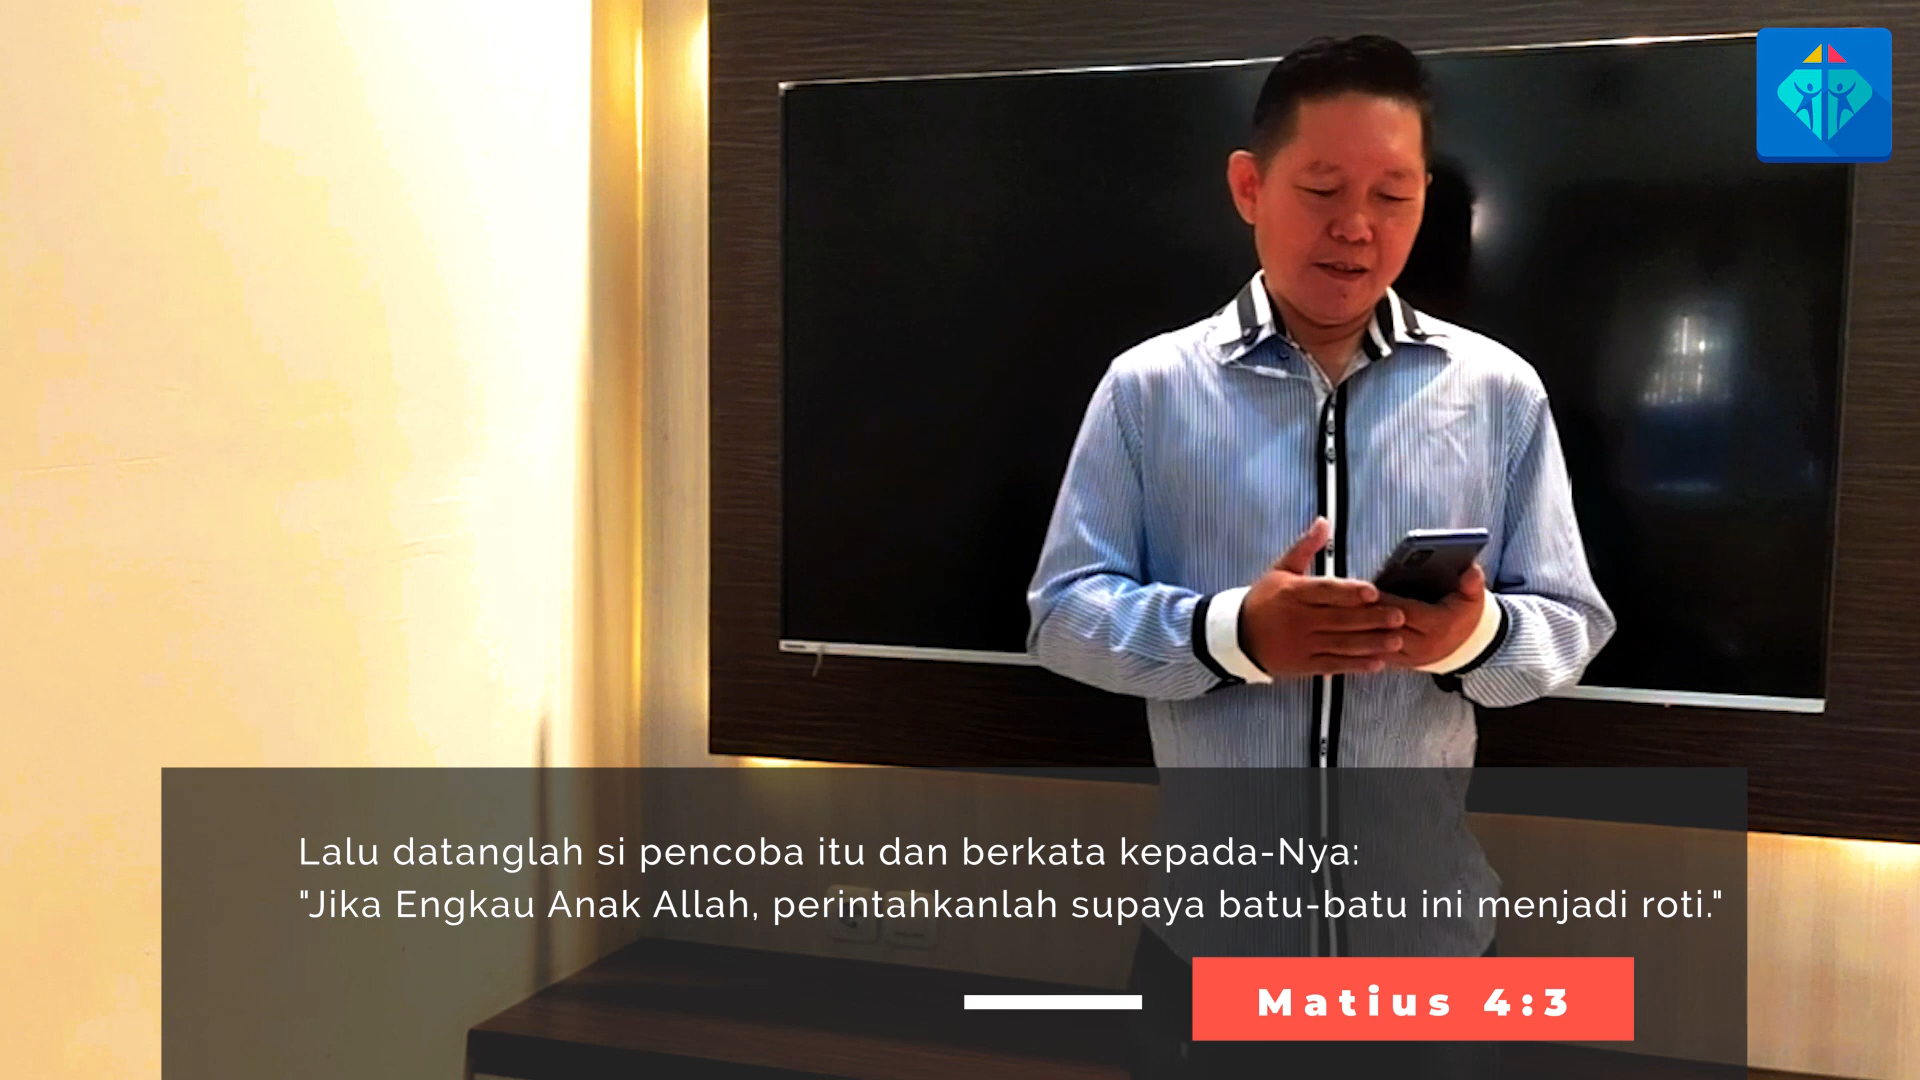 Lalu datanglah si pencoba itu dan berkata kepada-Nya:
"Jika Engkau Anak Allah, perintahkanlah supaya batu-batu ini menjadi roti."
Matius 4:3